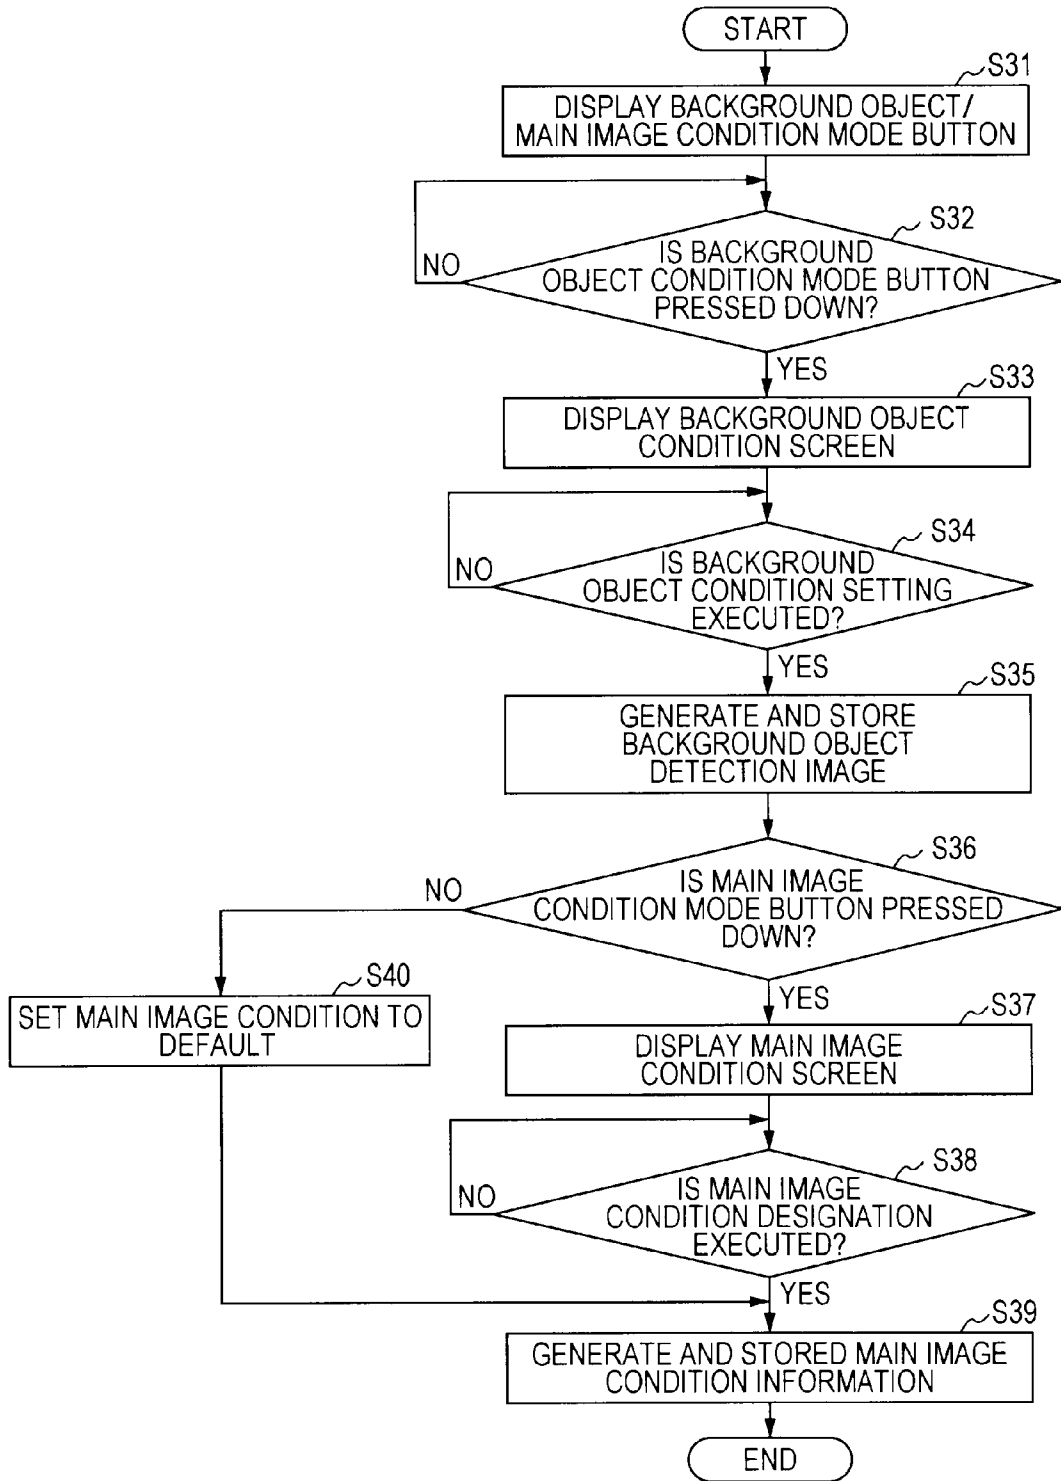 START
S31
DISPLAY BACKGROUND OBJECT/
MAIN IMAGE CONDITION MODE BUTTON
S32
IS BACKGROUND
OBJECT CONDITION MODE BUTTON
PRESSED DOWN?
NO
YES
S33
DISPLAY BACKGROUND OBJECT
CONDITION SCREEN
S34
IS BACKGROUND
OBJECT CONDITION SETTING
EXECUTED?
NO
YES
S35
GENERATE AND STORE
BACKGROUND OBJECT
DETECTION IMAGE
S36
IS MAIN IMAGE
CONDITION MODE BUTTON PRESSED
DOWN?
NO
YES
S40
SET MAIN IMAGE CONDITION TO
DEFAULT
S37
DISPLAY MAIN IMAGE
CONDITION SCREEN
S38
IS MAIN IMAGE
CONDITION DESIGNATION
EXECUTED?
NO
YES
S39
GENERATE AND STORED MAIN IMAGE
CONDITION INFORMATION
END